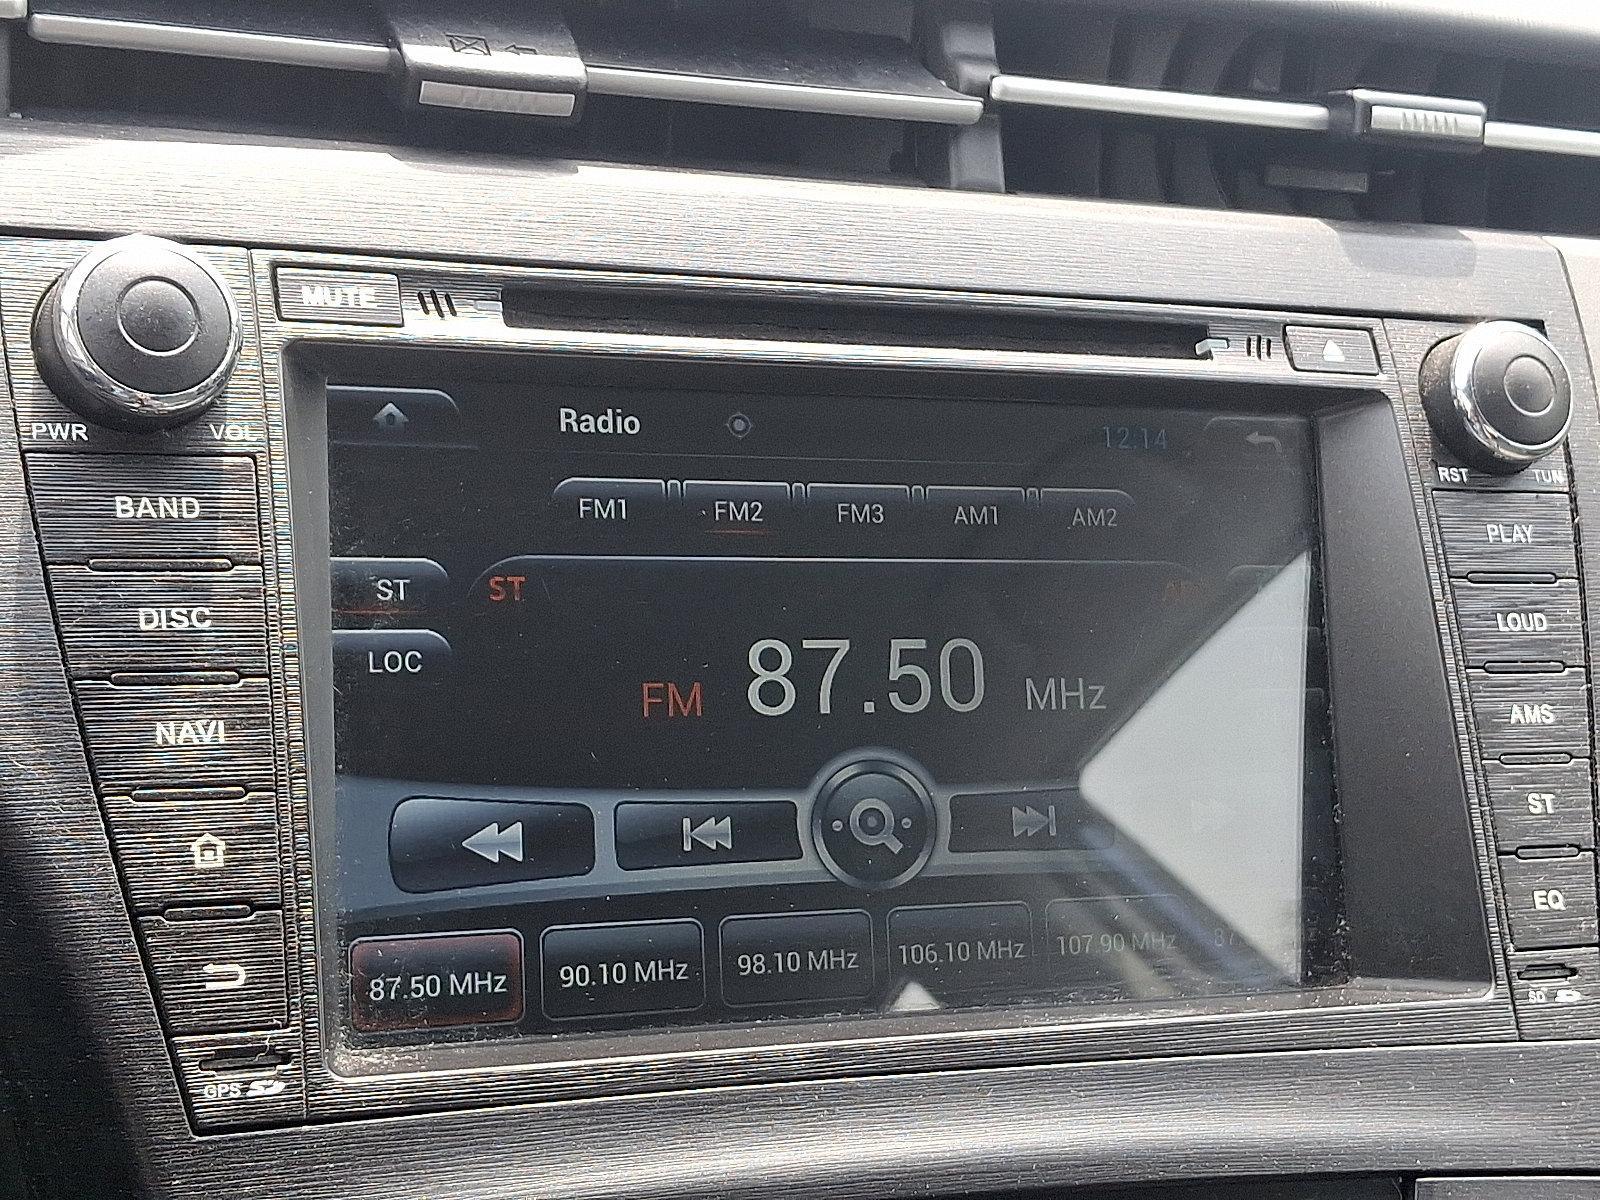 MUTE
PWR VOL
BAND
DISC
NAVI
GPS
Radio
12:14
FM1 FM2 FM3 AM1 AM2
ST ST
LOC
FM 87.50 MHz
87.50 MHz 90.10 MHz 98.10 MHz 106.10 MHz 107.90 MHz 87.
RST TUN
PLAY
LOUD
AMS
ST
EQ
SD